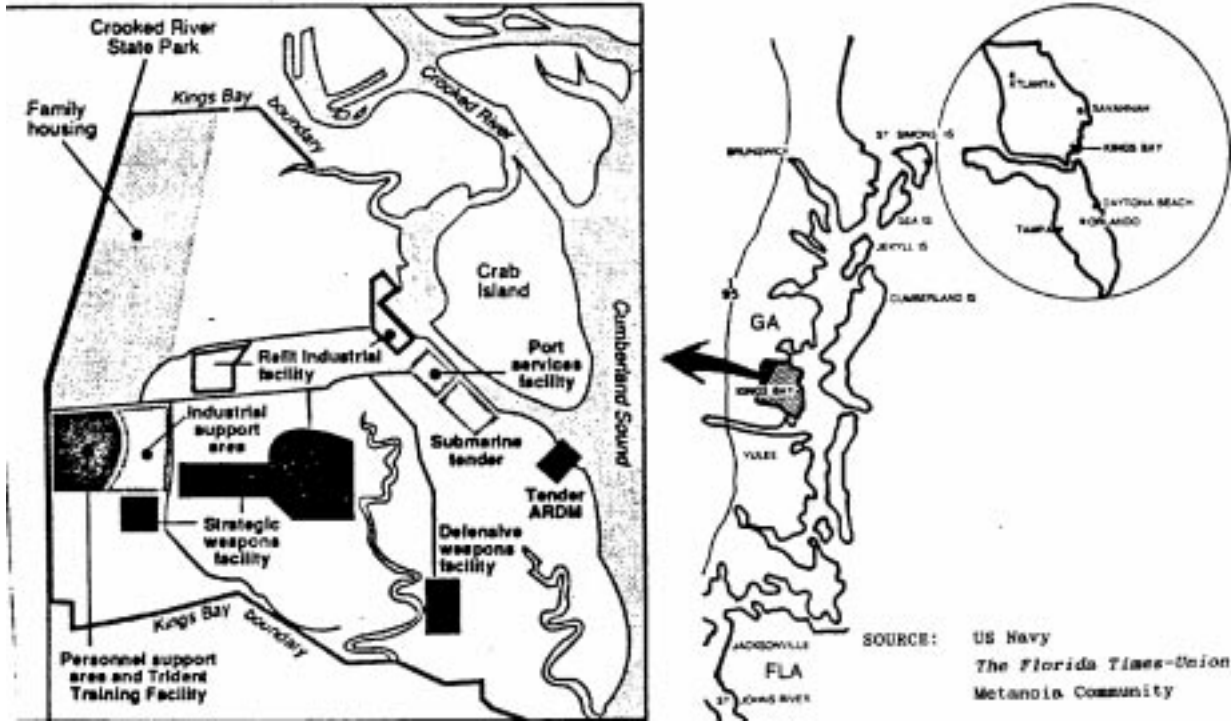 Crooked River
State Park
Family
housing
Kings Bay
boundary
Crooked River
Crab
Island
Cumberland Sound
Refit Industrial
facility
Port
services
facility
Industrial
support
area
Submarine
tender
Tender
ARDM
Strategic
weapons
facility
Defensive
weapons
facility
Kings Bay
boundary
Personnel support
area and Trident
Training Facility
BRUNSWICK
ST SIMONS IS
SEA IS
JEKYLL IS
CUMBERLAND IS
I
95
GA
KINGS BAY
YULEE
JACKSONVILLE
FLA
ST JOHNS RIVER
ATLANTA
SAVANNAH
KINGS BAY
DAYTONA BEACH
ORLANDO
TAMPA
SOURCE: US Navy
The Florida Times-Union
Metanoia Community